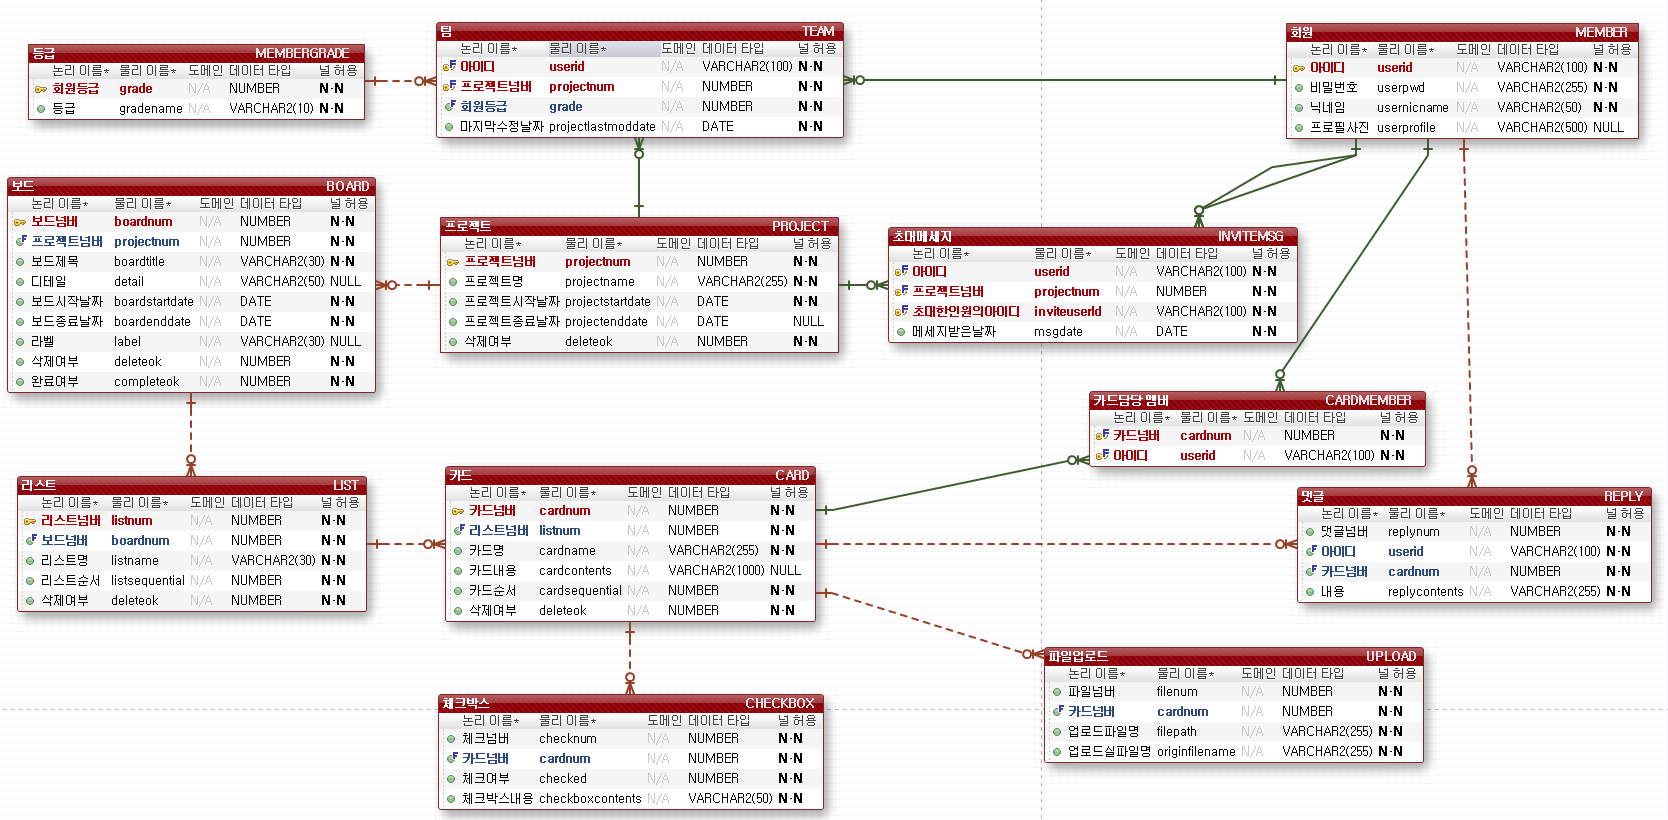 등급 MEMBERGRADE
논리 이름* 물리 이름* 도메인 데이터 타입 널 허용
회원등급 grade N/A NUMBER N-N
등급 gradename N/A VARCHAR2(10) N-N
팀 TEAM
논리 이름* 물리 이름* 도메인 데이터 타입 널 허용
아이디 userid N/A VARCHAR2(100) N-N
프로젝트넘버 projectnum N/A NUMBER N-N
회원등급 grade N/A NUMBER N-N
마지막수정날짜 projectlastmoddate N/A DATE N-N
회원 MEMBER
논리 이름* 물리 이름* 도메인 데이터 타입 널 허용
아이디 userid N/A VARCHAR2(100) N-N
비밀번호 userpwd N/A VARCHAR2(255) N-N
닉네임 usernicname N/A VARCHAR2(50) N-N
프로필사진 userprofile N/A VARCHAR2(500) NULL
보드 BOARD
논리 이름* 물리 이름* 도메인 데이터 타입 널 허용
보드넘버 boardnum N/A NUMBER N-N
프로젝트넘버 projectnum N/A NUMBER N-N
보드제목 boardtitle N/A VARCHAR2(30) N-N
디테일 detail N/A VARCHAR2(50) NULL
보드시작날짜 boardstartdate N/A DATE N-N
보드종료날짜 boardenddate N/A DATE N-N
라벨 label N/A VARCHAR2(30) NULL
삭제여부 deleteok N/A NUMBER N-N
완료여부 completeok N/A NUMBER N-N
프로젝트 PROJECT
논리 이름* 물리 이름* 도메인 데이터 타입 널 허용
프로젝트넘버 projectnum N/A NUMBER N-N
프로젝트명 projectname N/A VARCHAR2(255) N-N
프로젝트시작날짜 projectstartdate N/A DATE N-N
프로젝트종료날짜 projectenddate N/A DATE NULL
삭제여부 deleteok N/A NUMBER N-N
초대메세지 INVITEMSG
논리 이름* 물리 이름* 도메인 데이터 타입 널 허용
아이디 userid N/A VARCHAR2(100) N-N
프로젝트넘버 projectnum N/A NUMBER N-N
초대한인원의아이디 inviteuserId N/A VARCHAR2(100) N-N
메세지받은날짜 msgdate N/A DATE N-N
카드담당 멤버 CARDMEMBER
논리 이름* 물리 이름* 도메인 데이터 타입 널 허용
카드넘버 cardnum N/A NUMBER N-N
아이디 userid N/A VARCHAR2(100) N-N
리스트 LIST
논리 이름* 물리 이름* 도메인 데이터 타입 널 허용
리스트넘버 listnum N/A NUMBER N-N
보드넘버 boardnum N/A NUMBER N-N
리스트명 listname N/A VARCHAR2(30) N-N
리스트순서 listsequential N/A NUMBER N-N
삭제여부 deleteok N/A NUMBER N-N
카드 CARD
논리 이름* 물리 이름* 도메인 데이터 타입 널 허용
카드넘버 cardnum N/A NUMBER N-N
리스트넘버 listnum N/A NUMBER N-N
카드명 cardname N/A VARCHAR2(255) N-N
카드내용 cardcontents N/A VARCHAR2(1000) NULL
카드순서 cardsequential N/A NUMBER N-N
삭제여부 deleteok N/A NUMBER N-N
댓글 REPLY
논리 이름* 물리 이름* 도메인 데이터 타입 널 허용
댓글넘버 replynum N/A NUMBER N-N
아이디 userid N/A VARCHAR2(100) N-N
카드넘버 cardnum N/A NUMBER N-N
내용 replycontents N/A VARCHAR2(255) N-N
파일업로드 UPLOAD
논리 이름* 물리 이름* 도메인 데이터 타입 널 허용
파일넘버 filenum N/A NUMBER N-N
카드넘버 cardnum N/A NUMBER N-N
업로드파일명 filepath N/A VARCHAR2(255) N-N
업로드실파일명 originfilename N/A VARCHAR2(255) N-N
체크박스 CHECKBOX
논리 이름* 물리 이름* 도메인 데이터 타입 널 허용
체크넘버 checknum N/A NUMBER N-N
카드넘버 cardnum N/A NUMBER N-N
체크여부 checked N/A NUMBER N-N
체크박스내용 checkboxcontents N/A VARCHAR2(50) N-N